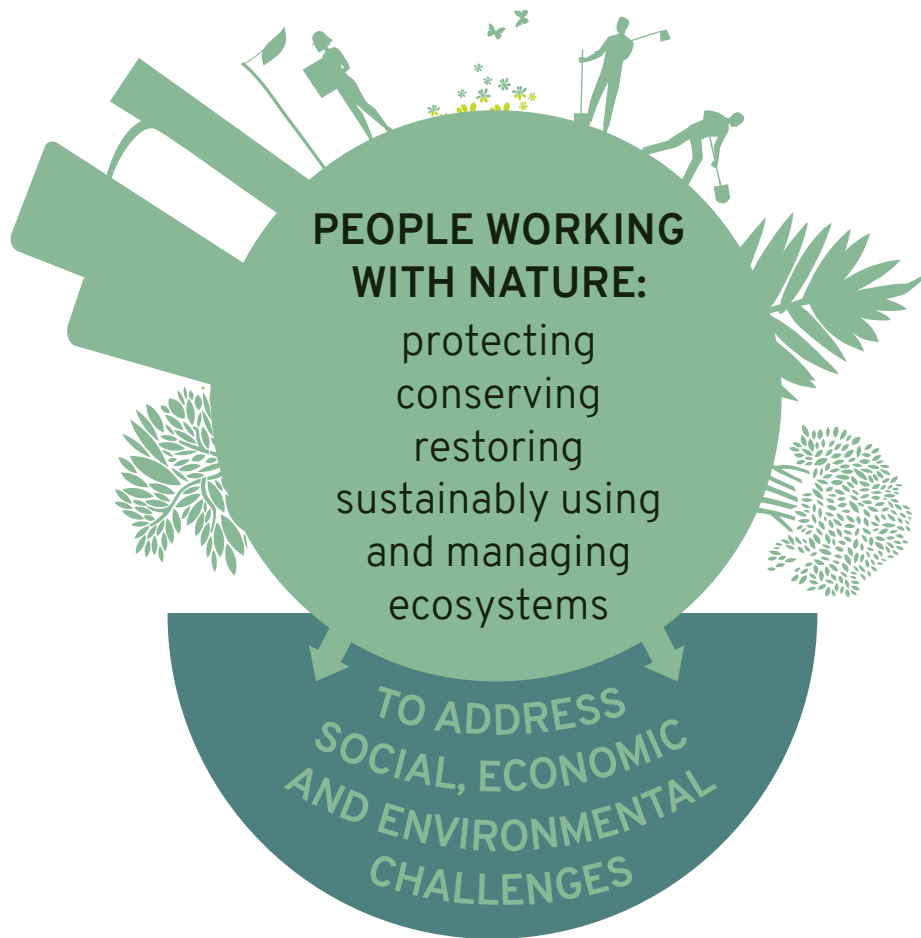 PEOPLE WORKING
WITH NATURE:
protecting
conserving
restoring
sustainably using
and managing
ecosystems
TO ADDRESS
SOCIAL, ECONOMIC
AND ENVIRONMENTAL
CHALLENGES